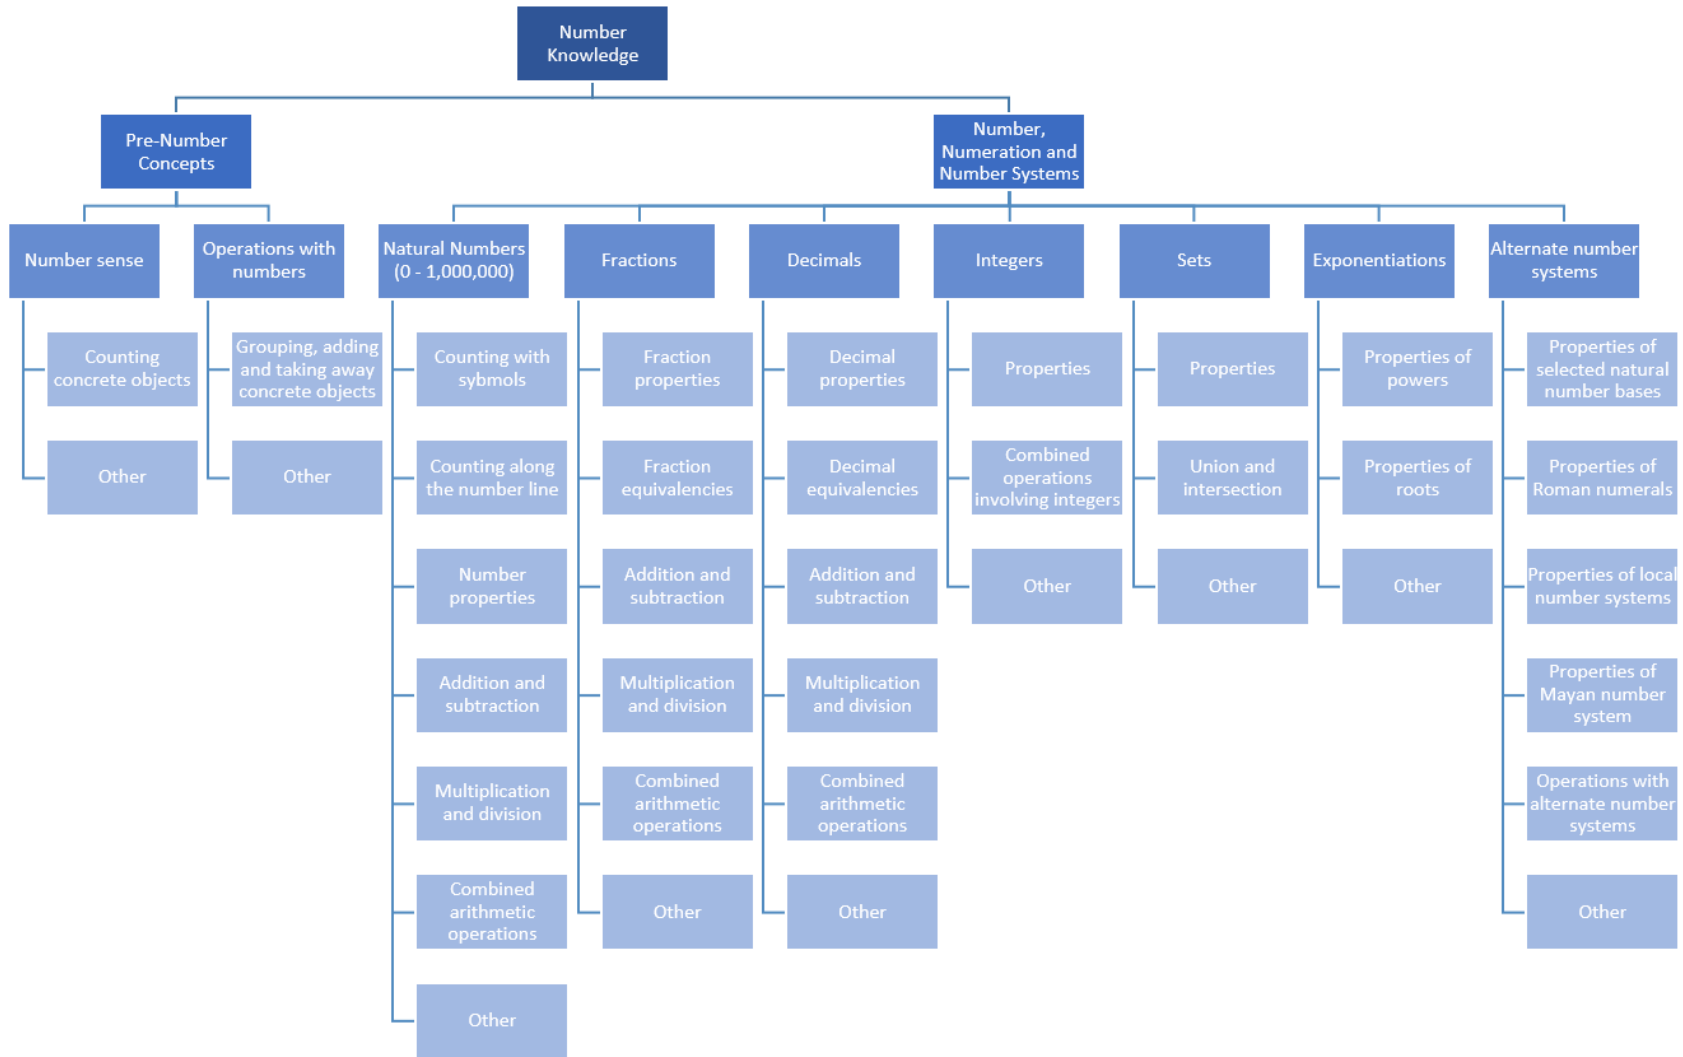 Number
Knowledge
Pre-Number
Concepts
Number,
Numeration and
Number Systems
Number sense
Operations with
numbers
Natural Numbers
(0 - 1,000,000)
Fractions
Decimals
Integers
Sets
Exponentiations
Alternate number
systems
Counting
concrete objects
Other
Grouping, adding
and taking away
concrete objects
Other
Counting with
sybmols
Counting along
the number line
Number
properties
Addition and
subtraction
Multiplication
and division
Combined
arithmetic
operations
Other
Fraction
properties
Fraction
equivalencies
Addition and
subtraction
Multiplication
and division
Combined
arithmetic
operations
Other
Decimal
properties
Decimal
equivalencies
Addition and
subtraction
Multiplication
and division
Combined
arithmetic
operations
Other
Properties
Combined
operations
involving integers
Other
Properties
Union and
intersection
Other
Properties of
powers
Properties of
roots
Other
Properties of
selected natural
number bases
Properties of
Roman numerals
Properties of local
number systems
Properties of
Mayan number
system
Operations with
alternate number
systems
Other